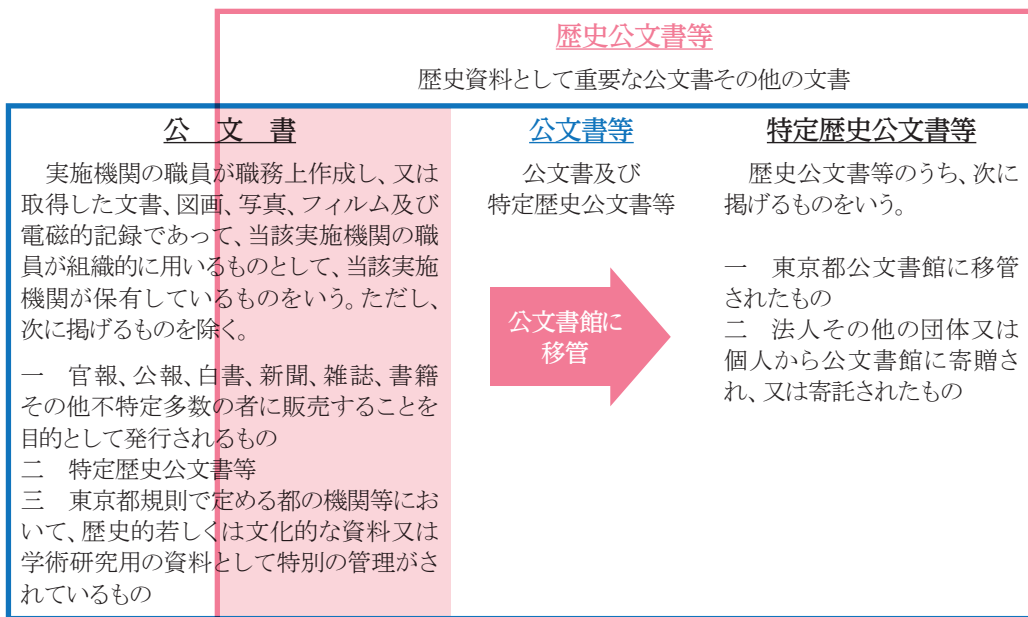 歴史公文書等
歴史資料として重要な公文書その他の文書
公　文　書
　実施機関の職員が職務上作成し、又は
取得した文書、図画、写真、フィルム及び
電磁的記録であって、当該実施機関の職
員が組織的に用いるものとして、当該実施
機関が保有しているものをいう。ただし、
次に掲げるものを除く。
一　官報、公報、白書、新聞、雑誌、書籍
その他不特定多数の者に販売することを
目的として発行されるもの
二　特定歴史公文書等
三　東京都規則で定める都の機関等にお
いて、歴史的若しくは文化的な資料又は
学術研究用の資料として特別の管理がさ
れているもの
公文書等
公文書及び
特定歴史公文書等
公文書館に
移管
特定歴史公文書等
　歴史公文書等のうち、次に
掲げるものをいう。
一　東京都公文書館に移管
されたもの
二　法人その他の団体又は
個人から公文書館に寄贈さ
れ、又は寄託されたもの